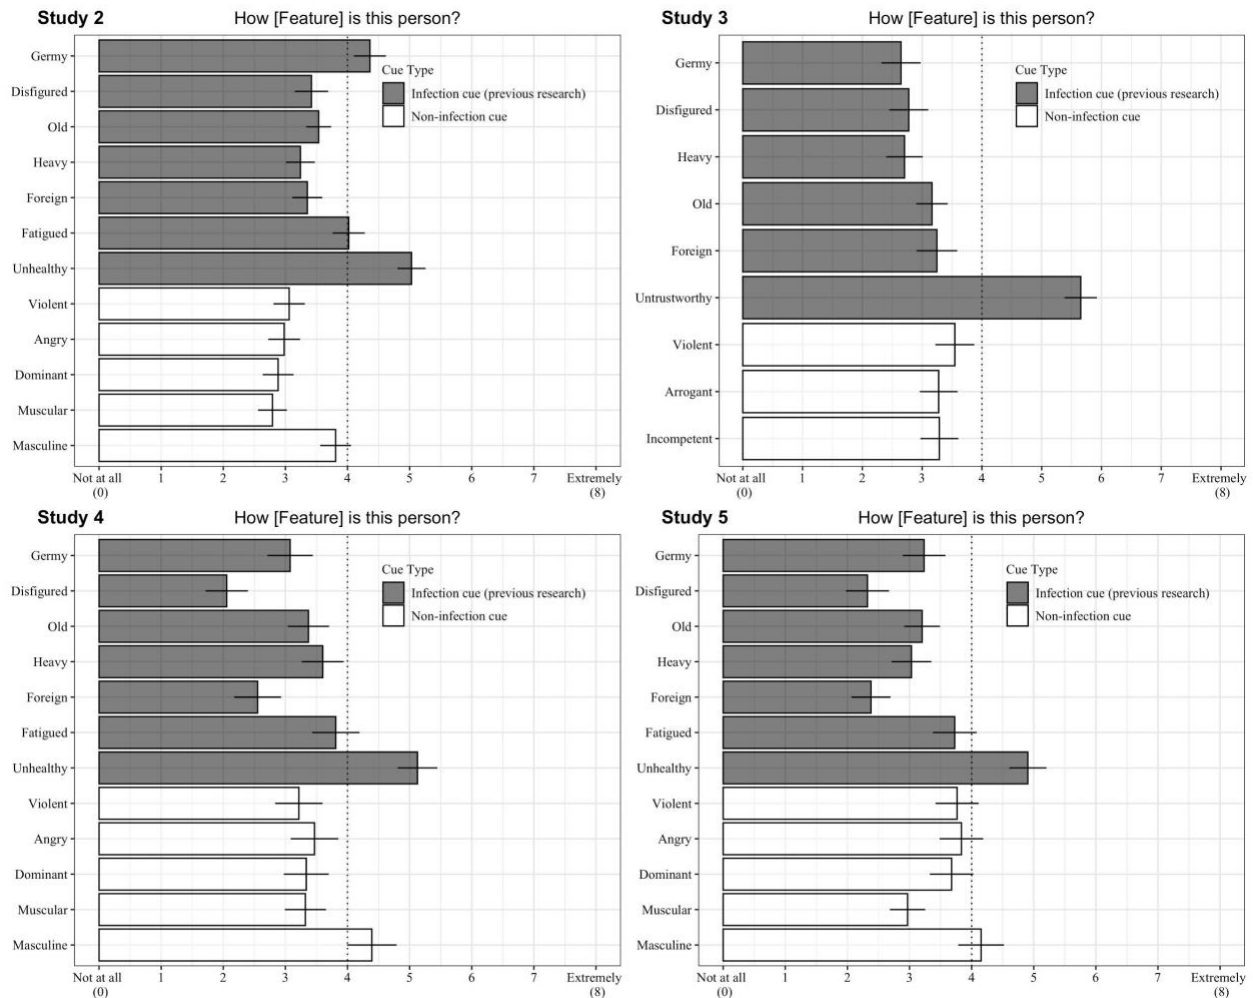 Study 2
How [Feature] is this person?
Germy
Disfigured
Old
Heavy
Foreign
Fatigued
Unhealthy
Violent
Angry
Dominant
Muscular
Masculine
Cue Type
Infection cue (previous research)
Non-infection cue
Not at all 1 2 3 4 5 6 7 Extremely
(0) (8)
Study 3
How [Feature] is this person?
Germy
Disfigured
Heavy
Old
Foreign
Untrustworthy
Violent
Arrogant
Incompetent
Cue Type
Infection cue (previous research)
Non-infection cue
Not at all 1 2 3 4 5 6 7 Extremely
(0) (8)
Study 4
How [Feature] is this person?
Germy
Disfigured
Old
Heavy
Foreign
Fatigued
Unhealthy
Violent
Angry
Dominant
Muscular
Masculine
Cue Type
Infection cue (previous research)
Non-infection cue
Not at all 1 2 3 4 5 6 7 Extremely
(0) (8)
Study 5
How [Feature] is this person?
Germy
Disfigured
Old
Heavy
Foreign
Fatigued
Unhealthy
Violent
Angry
Dominant
Muscular
Masculine
Cue Type
Infection cue (previous research)
Non-infection cue
Not at all 1 2 3 4 5 6 7 Extremely
(0) (8)